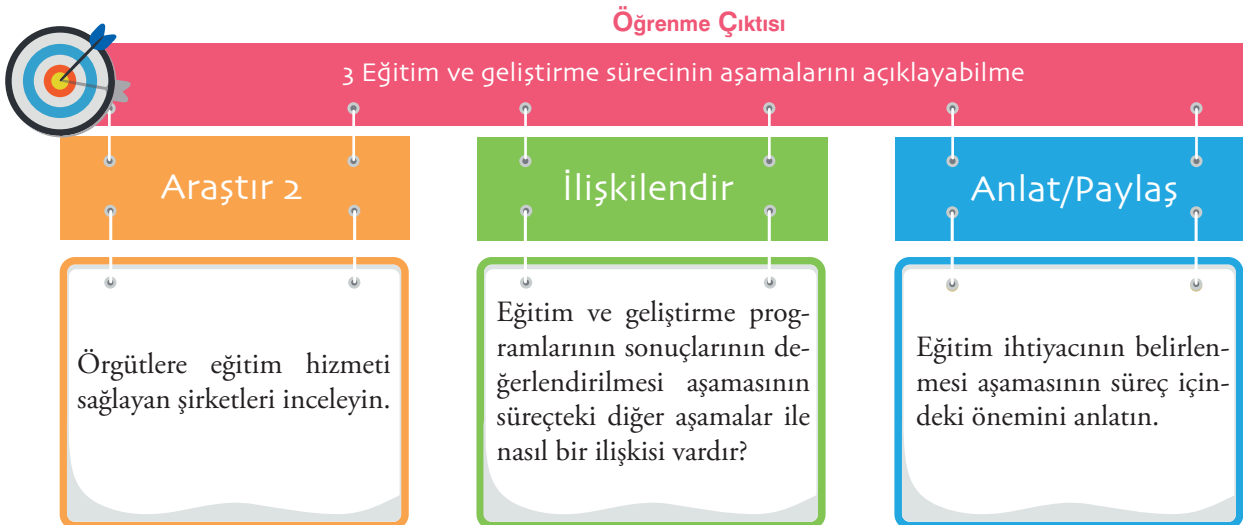 Öğrenme Çıktısı
3 Eğitim ve geliştirme sürecinin aşamalarını açıklayabilme
Araştır 2
Örgütlere eğitim hizmeti
sağlayan şirketleri inceleyin.
İlişkilendir
Eğitim ve geliştirme prog-
ramlarının sonuçlarının de-
ğerlendirilmesi aşamasının
süreçteki diğer aşamalar ile
nasıl bir ilişkisi vardır?
Anlat/Paylaş
Eğitim ihtiyacının belirlen-
mesi aşamasının süreç için-
deki önemini anlatın.